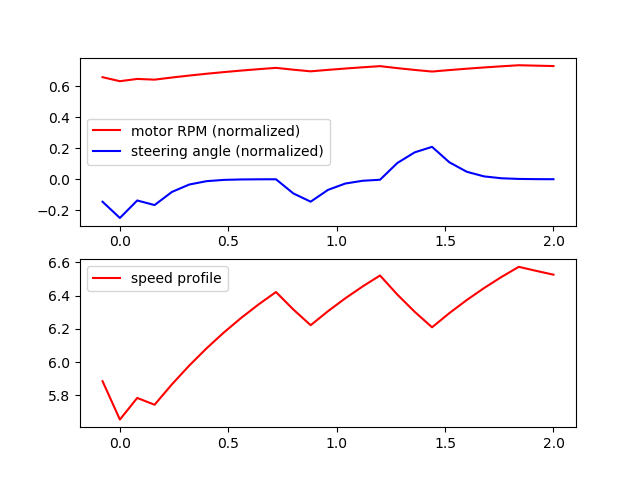 0.6
0.4
motor RPM (normalized)
0.2
steering angle (normalized)
0.0
−0.2
0.0 0.5 1.0 1.5 2.0
6.6
speed profile
6.4
6.2
6.0
5.8
0.0 0.5 1.0 1.5 2.0